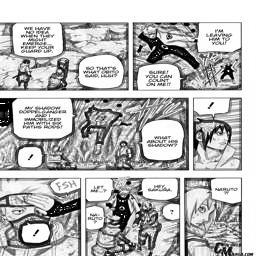 WE HAVE
NO IDEA
WHEN THEY
MIGHT
EMERGE...
KEEP YOUR
GUARD UP.
SO THAT'S
WHAT OBITO
SAID, HUH?
I'M
LEAVING
HIM TO
YOU!
SURE!
YOU CAN
COUNT
ON ME!!
MY SHADOW
DOPPELGANGER
AND I
IMMOBILIZED
HIM WITH SIX
PATHS RODS!
WHAT
ABOUT HIS
SHADOW?
!
!
FSH
LET
ME...?
NA-
RUTO
?
HEY,
SAKURA.
?
NARUTO
?